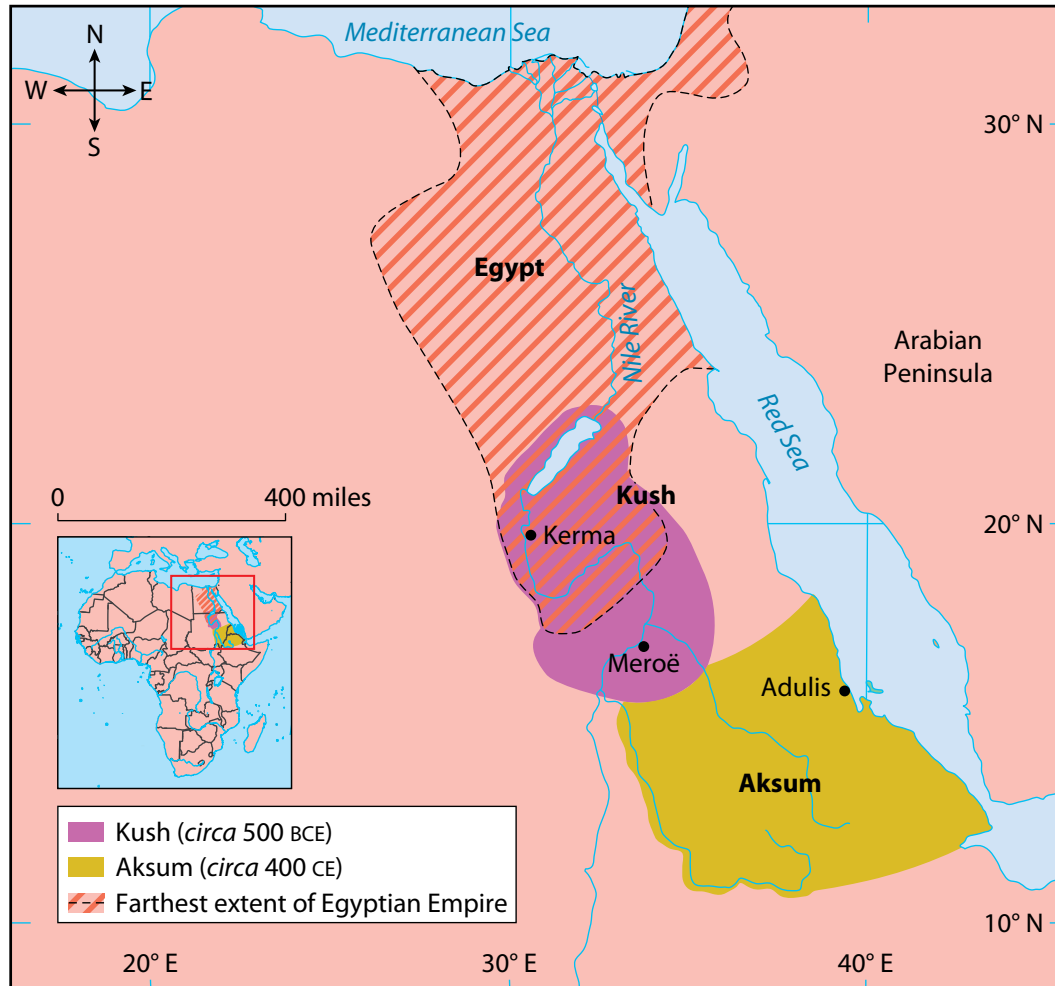 Mediterranean Sea
N
W E
S
30° N
Egypt
Nile River
Arabian
Peninsula
Red Sea
0 400 miles
Kush
20° N
Kerma
Meroë
Adulis
Aksum
Kush (circa 500 BCE)
Aksum (circa 400 CE)
Farthest extent of Egyptian Empire
10° N
20° E 30° E 40° E